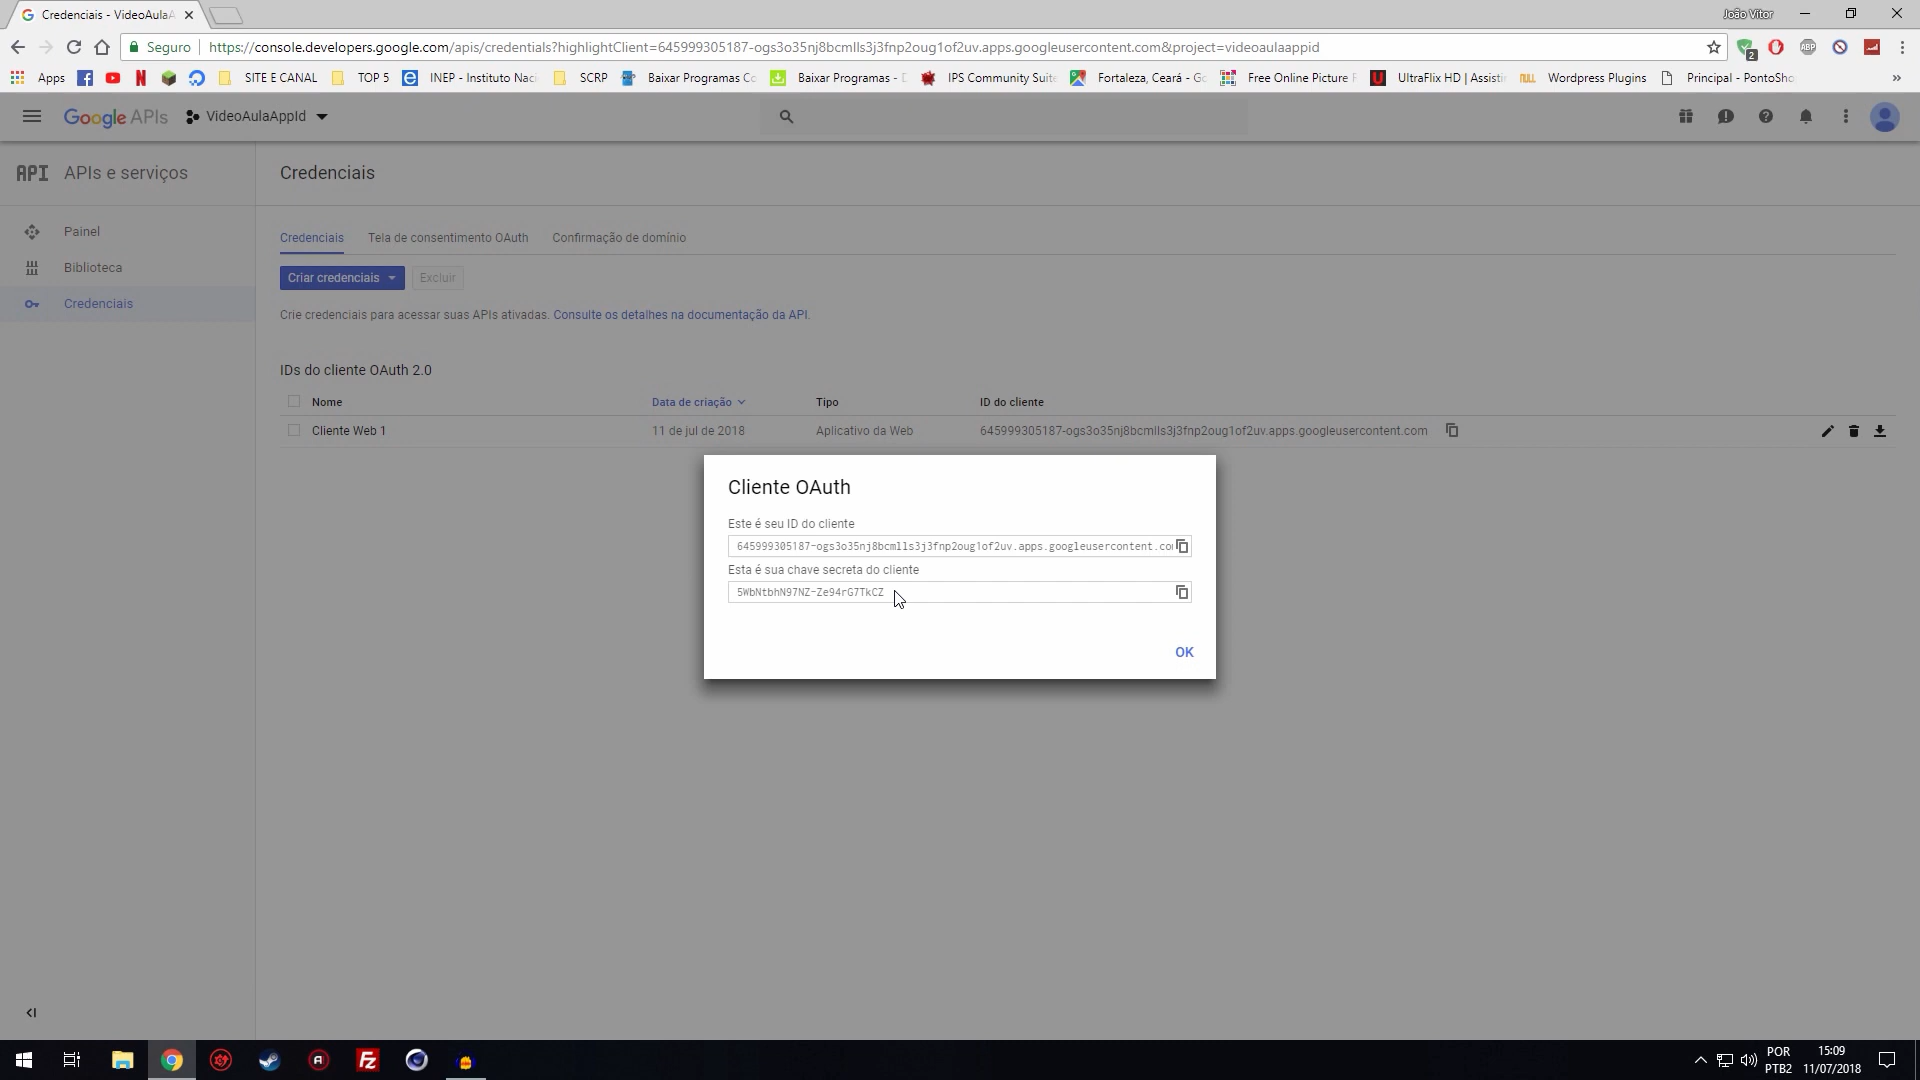 Credenciais - VideoAulaA
João Vitor
Seguro
https://console.developers.google.com/apis/credentials?highlightClient=645999305187-ogs3o35nj8bcmlls3j3fnp2oug1of2uv.apps.googleusercontent.com&project=videoaulaappid
ABP
2
Apps
SITE E CANAL
TOP 5
INEP - Instituto Naci
SCRP
Baixar Programas Co
Baixar Programas - D
IPS Community Suite
Fortaleza, Ceará - Go
Free Online Picture R
UltraFlix HD | Assistir
Wordpress Plugins
Principal - PontoSho
»
Google APIs
VideoAulaAppId
API
APIs e serviços
Credenciais
Painel
Biblioteca
Credenciais
Credenciais
Tela de consentimento OAuth
Confirmação de domínio
Criar credenciais
Excluir
Crie credenciais para acessar suas APIs ativadas. Consulte os detalhes na documentação da API.
IDs do cliente OAuth 2.0
Nome
Data de criação
Tipo
ID do cliente
Cliente Web 1
11 de jul de 2018
Aplicativo da Web
645999305187-ogs3o35nj8bcmlls3j3fnp2oug1of2uv.apps.googleusercontent.com
Cliente OAuth
Este é seu ID do cliente
645999305187-ogs3o35nj8bcmlls3j3fnp2oug1of2uv.apps.googleusercontent.co
Esta é sua chave secreta do cliente
5WbNtbhN97NZ-Ze94rG7TkCZ
OK
POR
PTB2
15:09
11/07/2018